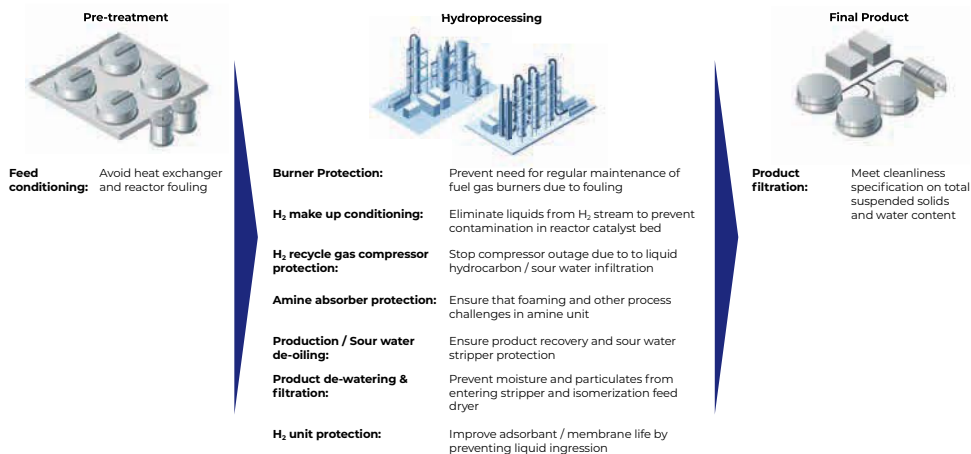 Pre-treatment
Feed
conditioning:
Avoid heat exchanger
and reactor fouling
Hydroprocessing
Burner Protection:
Prevent need for regular maintenance of
fuel gas burners due to fouling
H₂ make up conditioning:
Eliminate liquids from H₂ stream to prevent
contamination in reactor catalyst bed
H₂ recycle gas compressor
protection:
Stop compressor outage due to to liquid
hydrocarbon / sour water infiltration
Amine absorber protection:
Ensure that foaming and other process
challenges in amine unit
Production / Sour water
de-oiling:
Ensure product recovery and sour water
stripper protection
Product de-watering &
filtration:
Prevent moisture and particulates from
entering stripper and isomerization feed
dryer
H₂ unit protection:
Improve adsorbant / membrane life by
preventing liquid ingression
Final Product
Product
filtration:
Meet cleanliness
specification on total
suspended solids
and water content